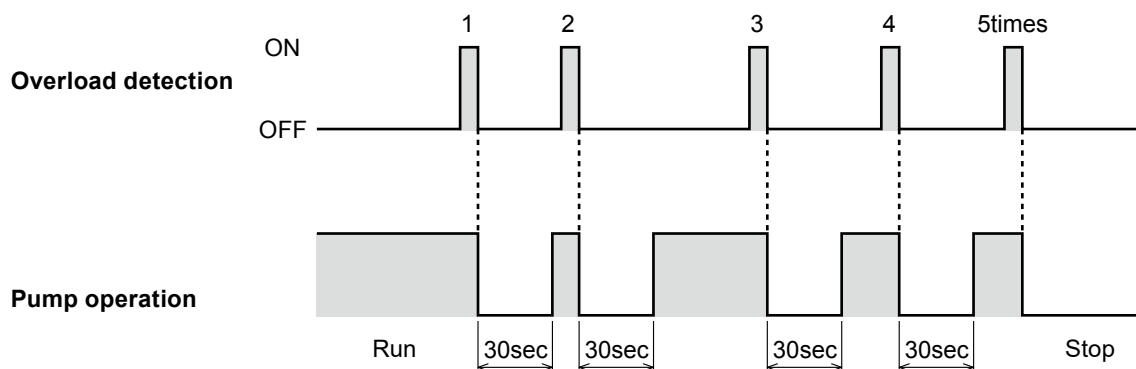 1 2 3 4 5times
ON
Overload detection
OFF
Pump operation
Run 30sec 30sec 30sec 30sec Stop